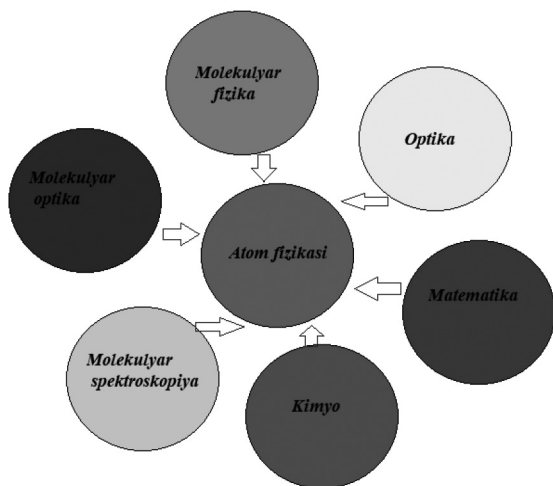 Molekulyar
fizika
Optika
Molekulyar
optika
Atom fizikasi
Matematika
Molekulyar
spektroskopiya
Kimyo